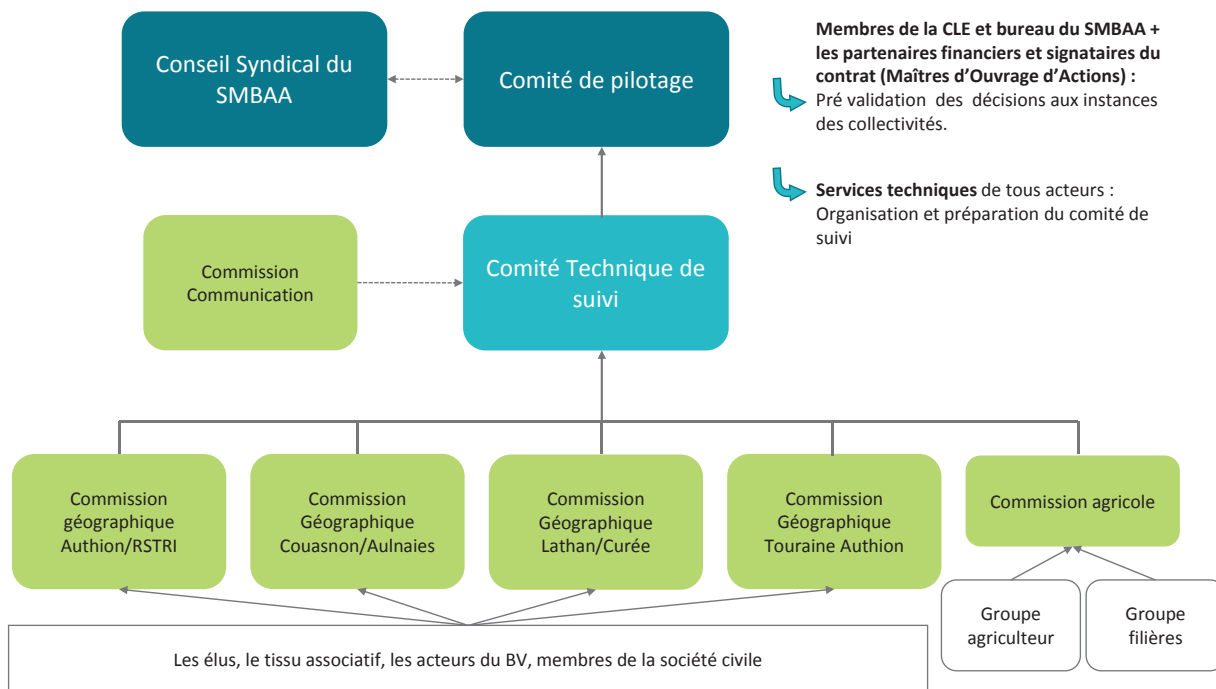 Conseil Syndical du
SMBAA
Comité de pilotage
Membres de la CLE et bureau du SMBAA +
les partenaires financiers et signataires du
contrat (Maîtres d’Ouvrage d’Actions) :
Pré validation des décisions aux instances
des collectivités.
Services techniques de tous acteurs :
Organisation et préparation du comité de
suivi
Commission
Communication
Comité Technique de
suivi
Commission
géographique
Authion/RSTRI
Commission
Géographique
Couasnon/Aulnaies
Commission
Géographique
Lathan/Curée
Commission
Géographique
Touraine Authion
Commission agricole
Groupe
agriculteur
Groupe
filières
Les élus, le tissu associatif, les acteurs du BV, membres de la société civile